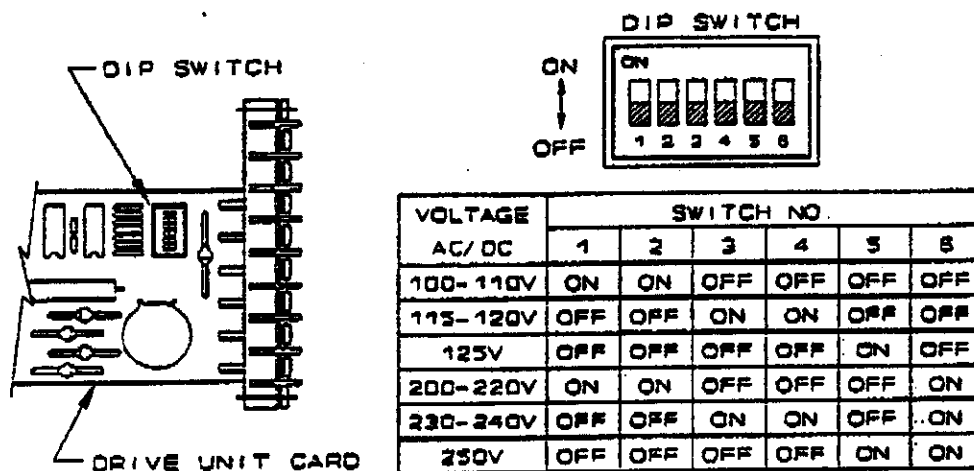 DIP SWITCH
DIP SWITCH
ON
OFF
ON
1 2 3 4 5 6
DRIVE UNIT CARD
VOLTAGE AC/DC SWITCH NO.
1 2 3 4 5 6
100-110V ON ON OFF OFF OFF OFF
115-120V OFF OFF ON ON OFF OFF
125V OFF OFF OFF OFF ON OFF
200-220V ON ON OFF OFF OFF ON
230-240V OFF OFF ON ON OFF ON
250V OFF OFF OFF OFF ON ON